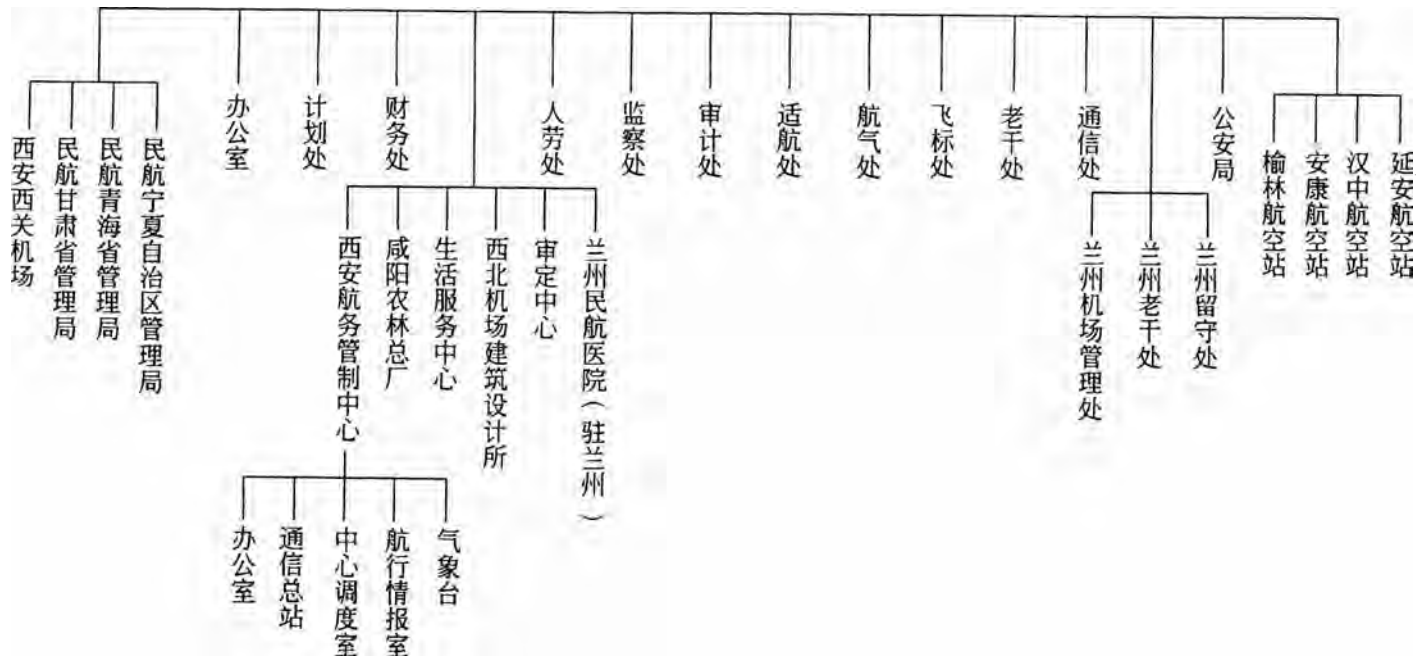 办公室
计划处
财务处
人劳处
监察处
审计处
适航处
航气处
飞标处
老干处
通信处
公安局
西安西关机场
民航甘肃省管理局
民航青海省管理局
民航宁夏自治区管理局
榆林航空站
安康航空站
汉中航空站
延安航空站
西安航务管制中心
咸阳农林总厂
生活服务中心
西北机场建筑设计所
审定中心
兰州民航医院(驻兰州)
兰州机场管理处
兰州老干处
兰州留守处
办公室
通信总站
中心调度室
航行情报室
气象台